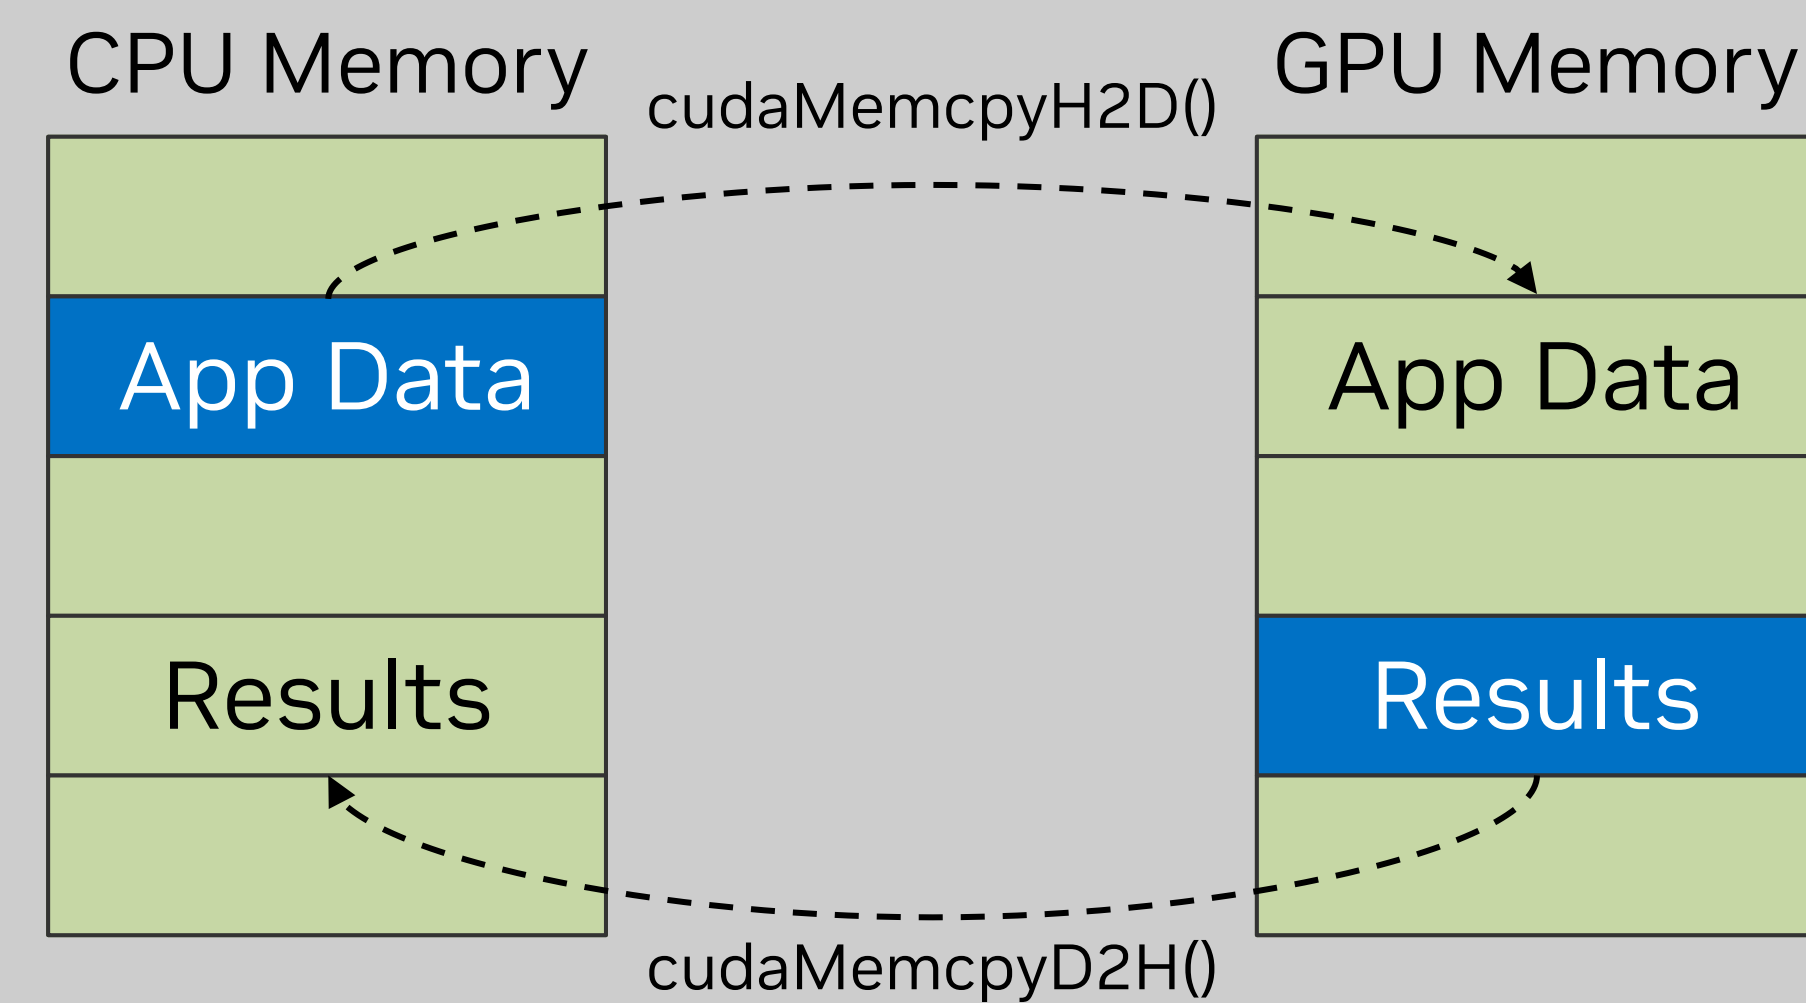 CPU Memory
cudaMemcpyH2D()
GPU Memory
App Data
App Data
Results
Results
cudaMemcpyD2H()